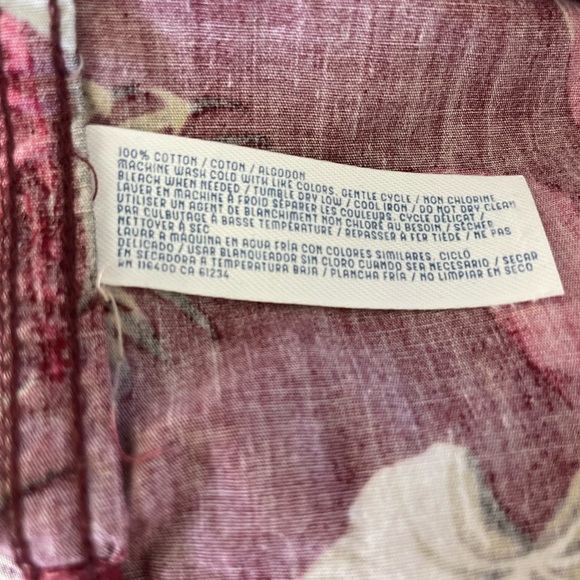 100% COTTON / COTON / ALGODON
MACHINE WASH COLD WITH LIKE COLORS, GENTLE CYCLE / NON CHLORINE
BLEACH WHEN NEEDED / TUMBLE DRY LOW / COOL IRON / DO NOT DRY CLEAN
LAVER EN MACHINE À FROID SÉPARER LES COULEURS, CYCLE DÉLICAT /
UTILISER UN AGENT DE BLANCHIMENT NON CHLORÉ AU BESOIN / SÉCHER
PAR CULBUTAGE À BASSE TEMPÉRATURE / REPASSER À FER TIÈDE / NE PAS
NETTOYER À SEC
LAVAR A MÁQUINA EN AGUA FRÍA CON COLORES SIMILARES, CICLO
DELICADO / USAR BLANQUEADOR SIN CLORO CUANDO SEA NECESARIO / SECAR
EN SECADORA A TEMPERATURA BAJA / PLANCHA FRÍA / NO LIMPIAR EN SECO
RN 116400 CA 61234